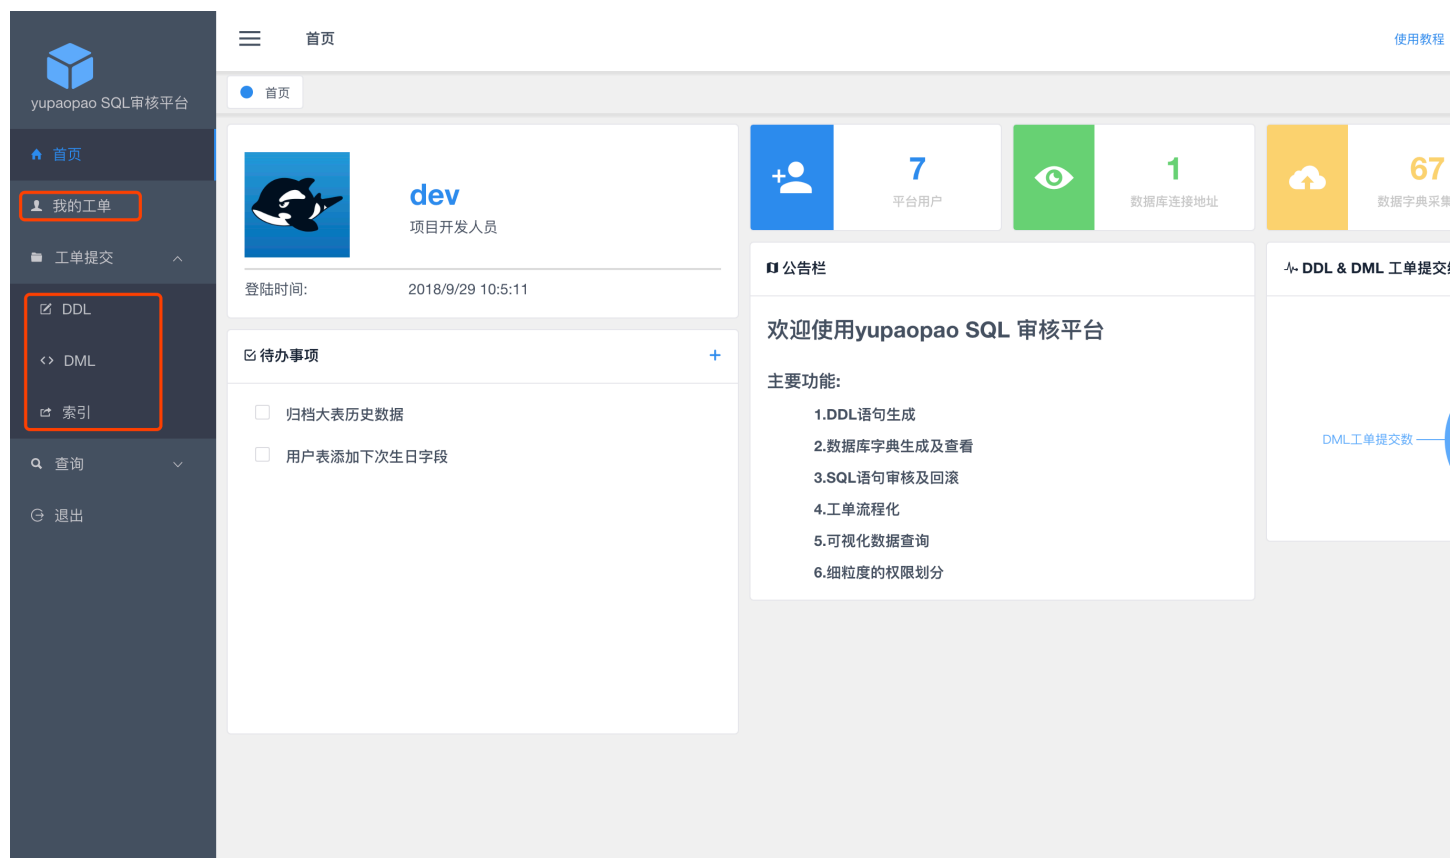 yupaopao SQL审核平台
首页
我的工单
工单提交
DDL
DML
索引
查询
退出
首页
使用教程
首页
dev
项目开发人员
登陆时间: 2018/9/29 10:5:11
待办事项
归档大表历史数据
用户表添加下次生日字段
7
平台用户
1
数据库连接地址
67
数据字典采集
公告栏
欢迎使用yupaopao SQL 审核平台
主要功能:
1.DDL语句生成
2.数据库字典生成及查看
3.SQL语句审核及回滚
4.工单流程化
5.可视化数据查询
6.细粒度的权限划分
DDL & DML 工单提交
DML工单提交数